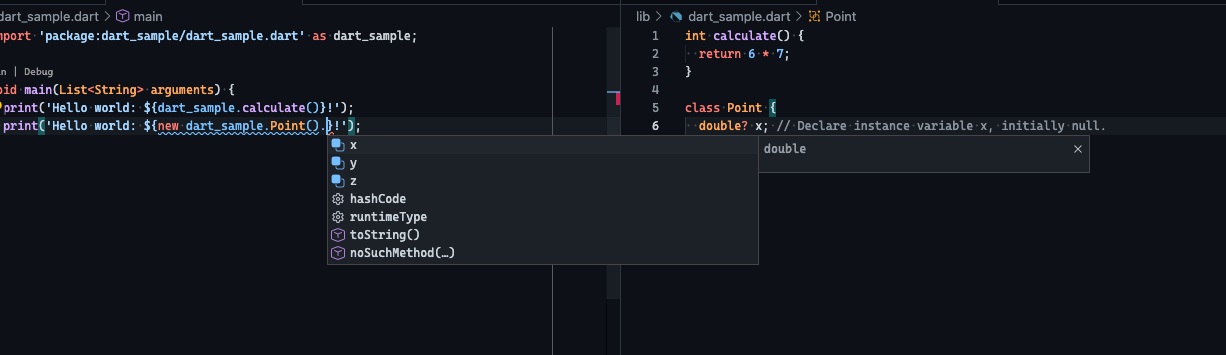 dart_sample.dart > main
mport 'package:dart_sample/dart_sample.dart' as dart_sample;
n | Debug
oid main(List<String> arguments) {
print('Hello world: ${dart_sample.calculate()}!');
print('Hello world: ${new dart_sample.Point().}!');
x
y
z
hashCode
runtimeType
toString()
noSuchMethod(…)
lib > dart_sample.dart > Point
1 int calculate() {
2 return 6 * 7;
3 }
4
5 class Point {
6 double? x; // Declare instance variable x, initially null.
double